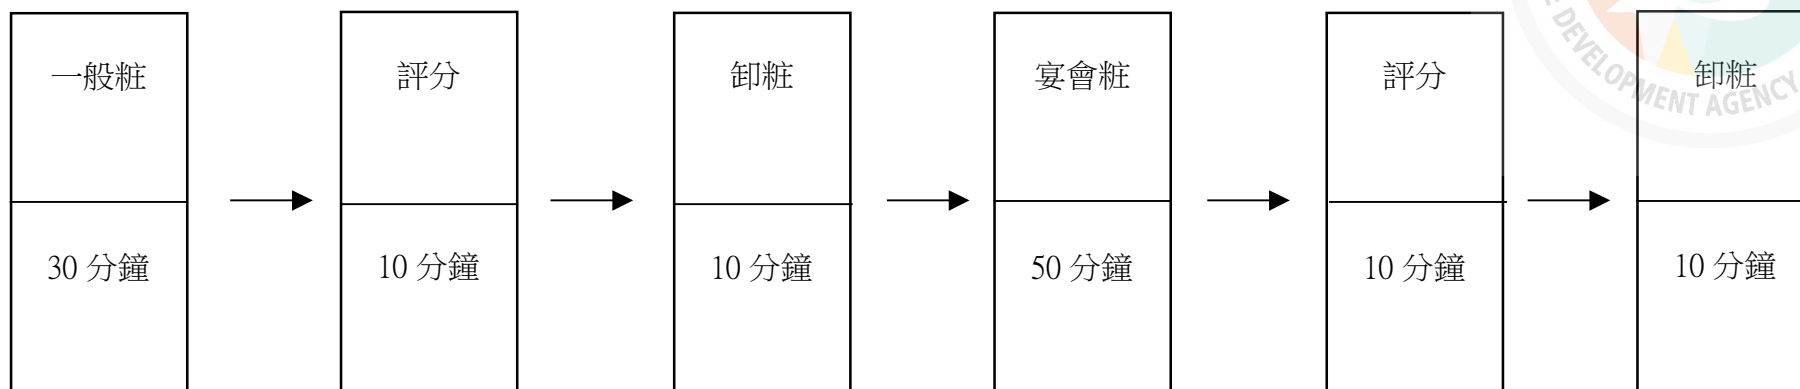 一般粧
評分
卸粧
宴會粧
評分
卸粧
30 分鐘
10 分鐘
10 分鐘
50 分鐘
10 分鐘
10 分鐘
E DEVELOPMENT AGENCY